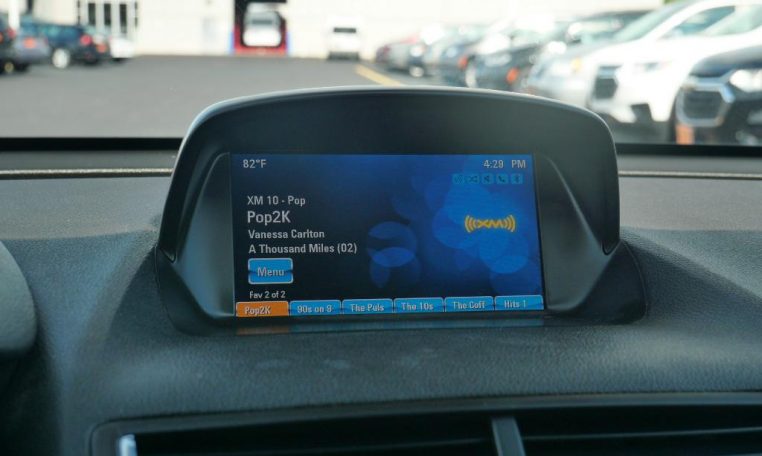 82°F 4:29 PM
XM 10 - Pop
Pop2K
Vanessa Carlton
A Thousand Miles (02)
((XM))
Menu
Fav 2 of 2
Pop2K 90s on 9 The Puls The 10s The Coff Hits 1